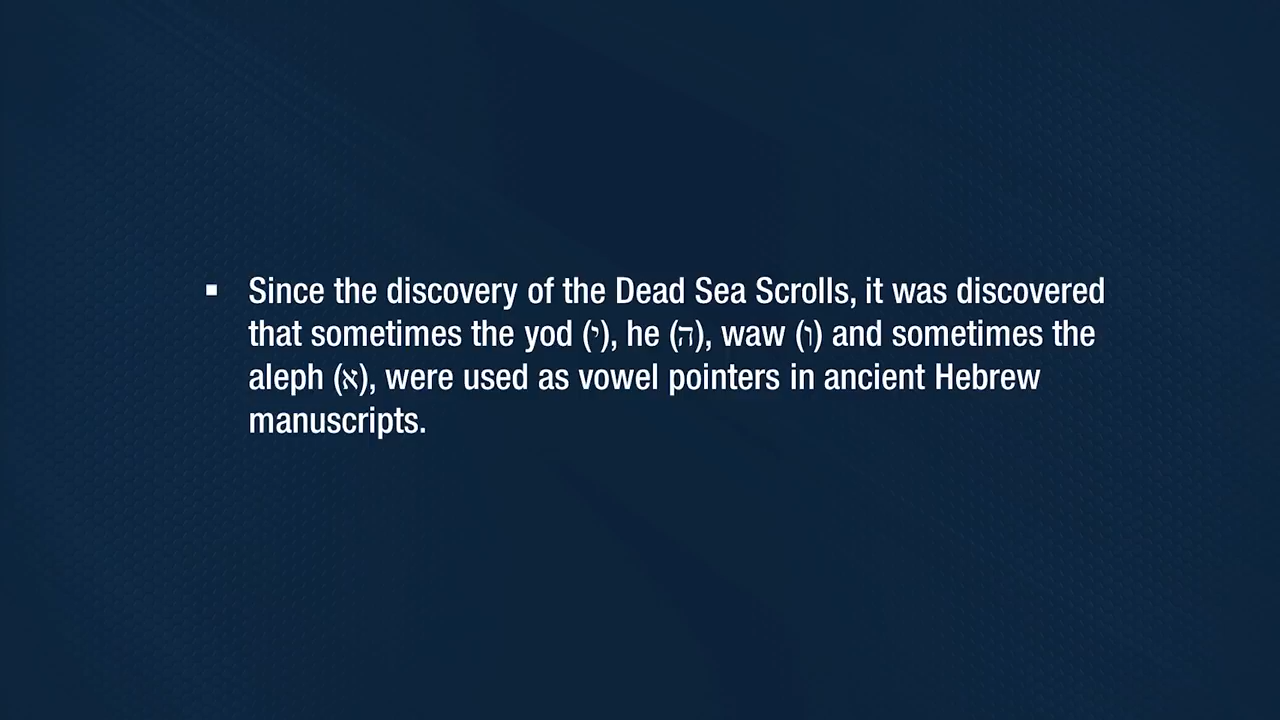 ▪ Since the discovery of the Dead Sea Scrolls, it was discovered
that sometimes the yod (י), he (ה), waw (ו) and sometimes the
aleph (א), were used as vowel pointers in ancient Hebrew
manuscripts.